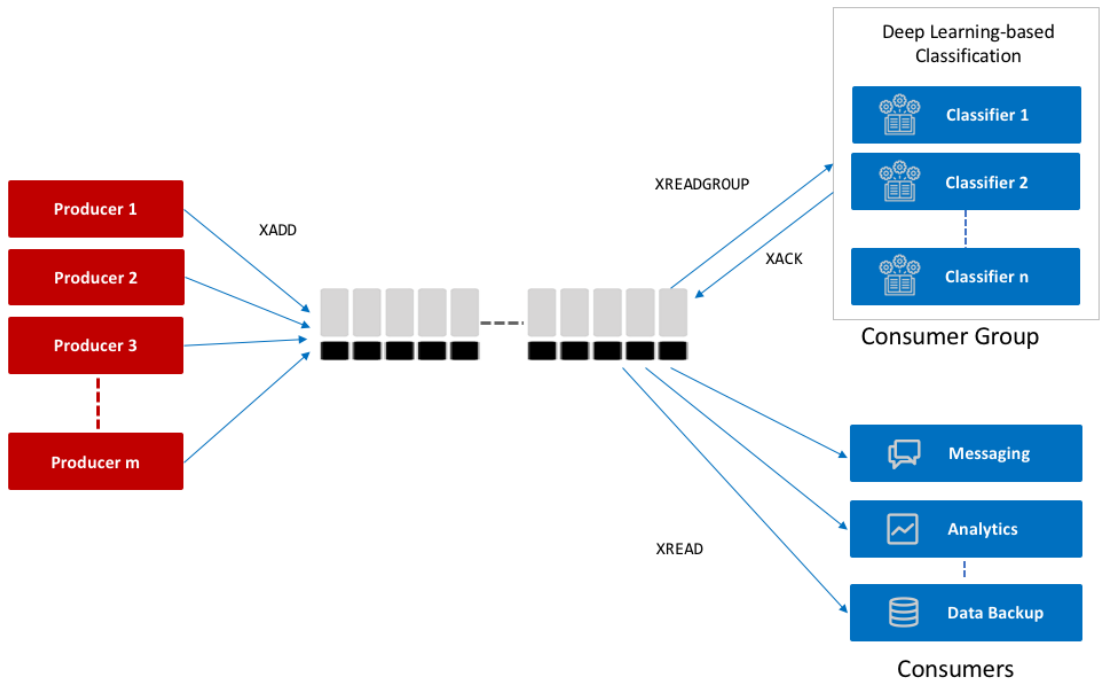 Deep Learning-based
Classification
Classifier 1
Classifier 2
Classifier n
Consumer Group
XREADGROUP
XACK
Producer 1
Producer 2
Producer 3
Producer m
XADD
XREAD
Messaging
Analytics
Data Backup
Consumers